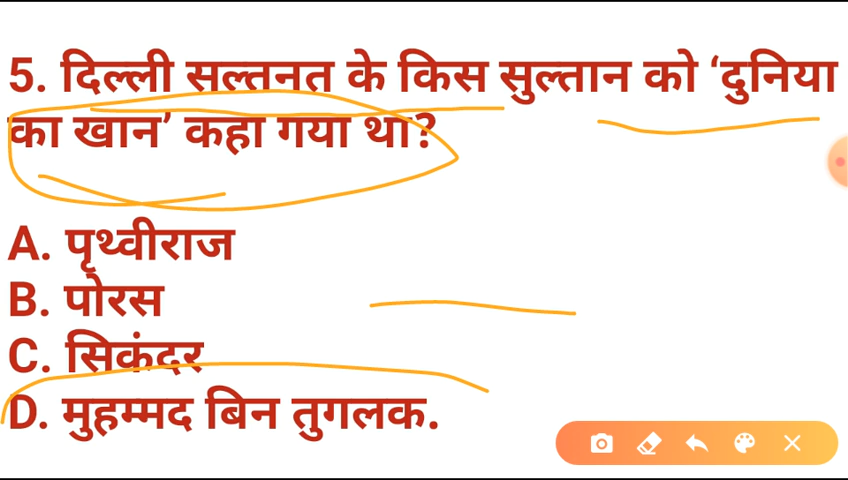 5. दिल्ली सल्तनत के किस सुल्तान को ‘दुनिया
का खान’ कहा गया था?
A. पृथ्वीराज
B. पोरस
C. सिकंदर
D. मुहम्मद बिन तुगलक.